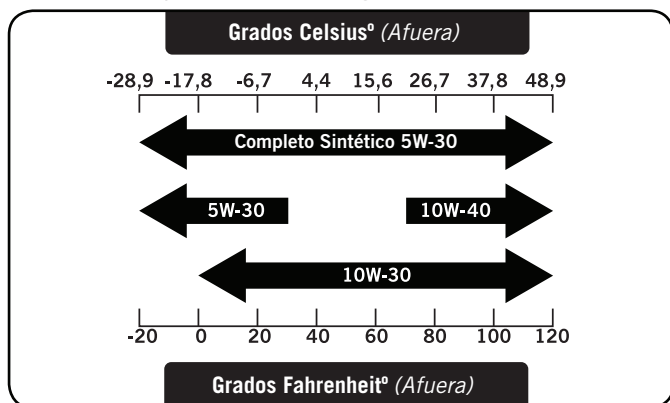 Grados Celsiusº (Afuera)
-28,9 -17,8 -6,7 4,4 15,6 26,7 37,8 48,9
Completo Sintético 5W-30
5W-30 10W-40
10W-30
-20 0 20 40 60 80 100 120
Grados Fahrenheitº (Afuera)